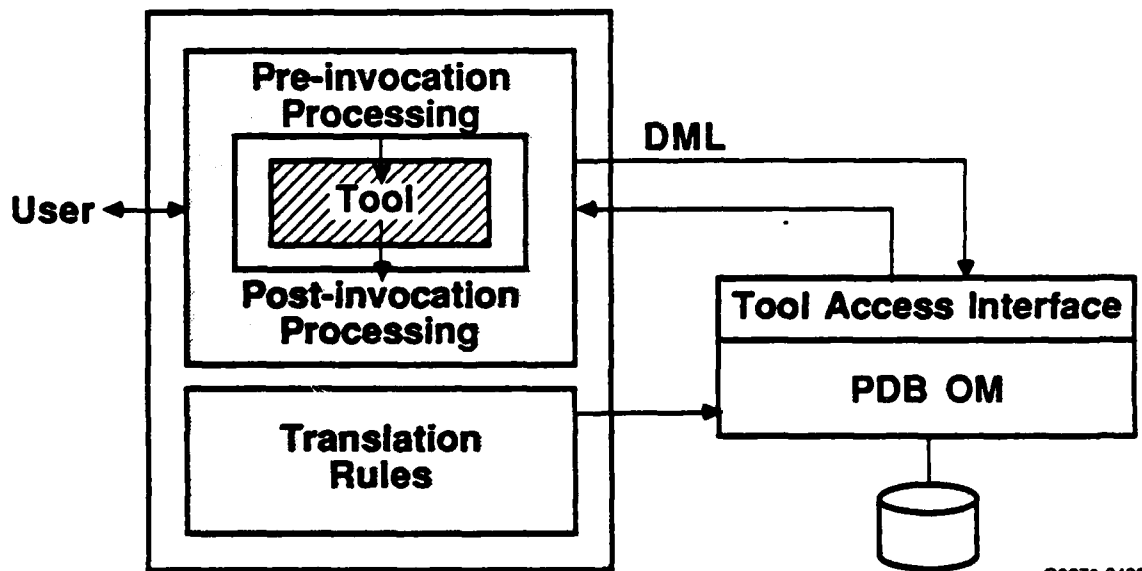 Pre-invocation
Processing
DML
Tool
User
Post-invocation
Processing
Tool Access Interface
PDB OM
Translation
Rules